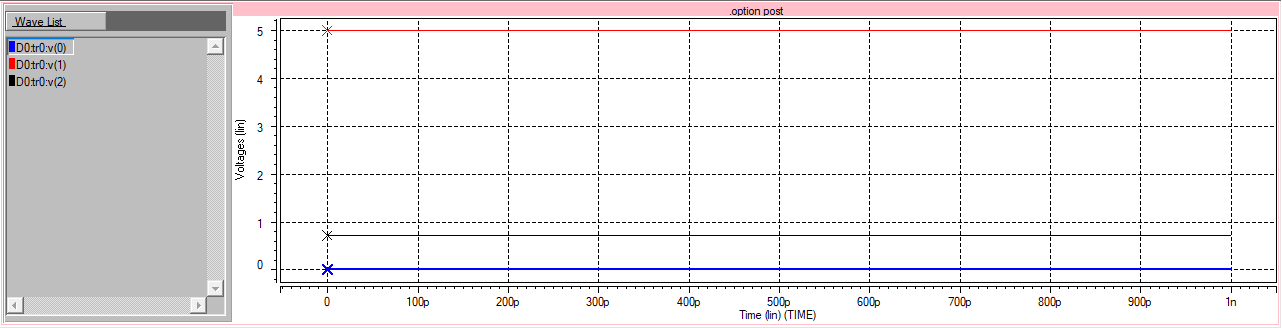 .option post
Wave List
D0:tr0:v(0)
D0:tr0:v(1)
D0:tr0:v(2)
Voltages (lin)
5
4
3
2
1
0
0 100p 200p 300p 400p 500p 600p 700p 800p 900p 1n
Time (lin) (TIME)